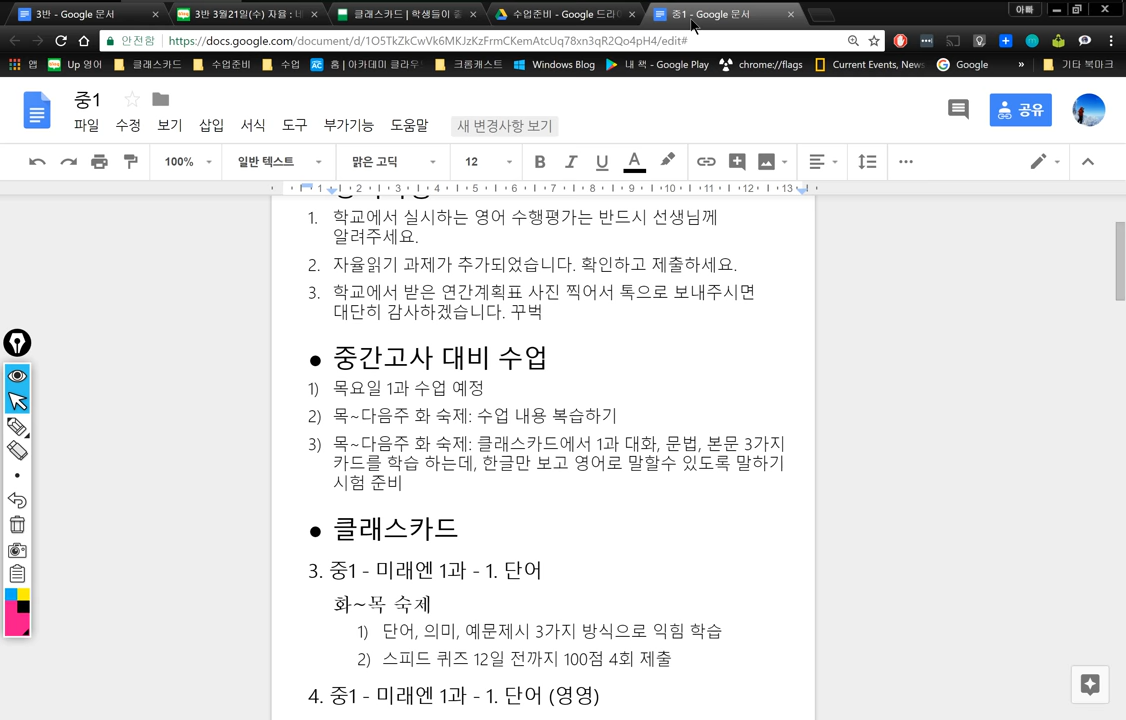 3반 - Google 문서
3반 3월21일(수) 자율 : 네
클래스카드 | 학생들이 좋
수업준비 - Google 드라이
중1 - Google 문서
아빠
안전함 https://docs.google.com/document/d/1O5TkZkCwVk6MKJzKzFrmCKemAtcUq78xn3qR2Qo4pH4/edit#
앱 Up 영어 클래스카드 수업준비 수업 홈 | 아카데미 클라우 크롬캐스트 Windows Blog 내 책 - Google Play chrome://flags Current Events, News Google » 기타 북마크
중1
공유
파일 수정 보기 삽입 서식 도구 부가기능 도움말 새 변경사항 보기
100% 일반 텍스트 맑은 고딕 12 B I U A
1 2 3 4 5 6 7 8 9 10 11 12 13
1. 학교에서 실시하는 영어 수행평가는 반드시 선생님께
알려주세요.
2. 자율읽기 과제가 추가되었습니다. 확인하고 제출하세요.
3. 학교에서 받은 연간계획표 사진 찍어서 톡으로 보내주시면
대단히 감사하겠습니다. 꾸벅
● 중간고사 대비 수업
1) 목요일 1과 수업 예정
2) 목~다음주 화 숙제: 수업 내용 복습하기
3) 목~다음주 화 숙제: 클래스카드에서 1과 대화, 문법, 본문 3가지
카드를 학습 하는데, 한글만 보고 영어로 말할수 있도록 말하기
시험 준비
● 클래스카드
3. 중1 - 미래엔 1과 - 1. 단어
화~목 숙제
1) 단어, 의미, 예문제시 3가지 방식으로 익힘 학습
2) 스피드 퀴즈 12일 전까지 100점 4회 제출
4. 중1 - 미래엔 1과 - 1. 단어 (영영)